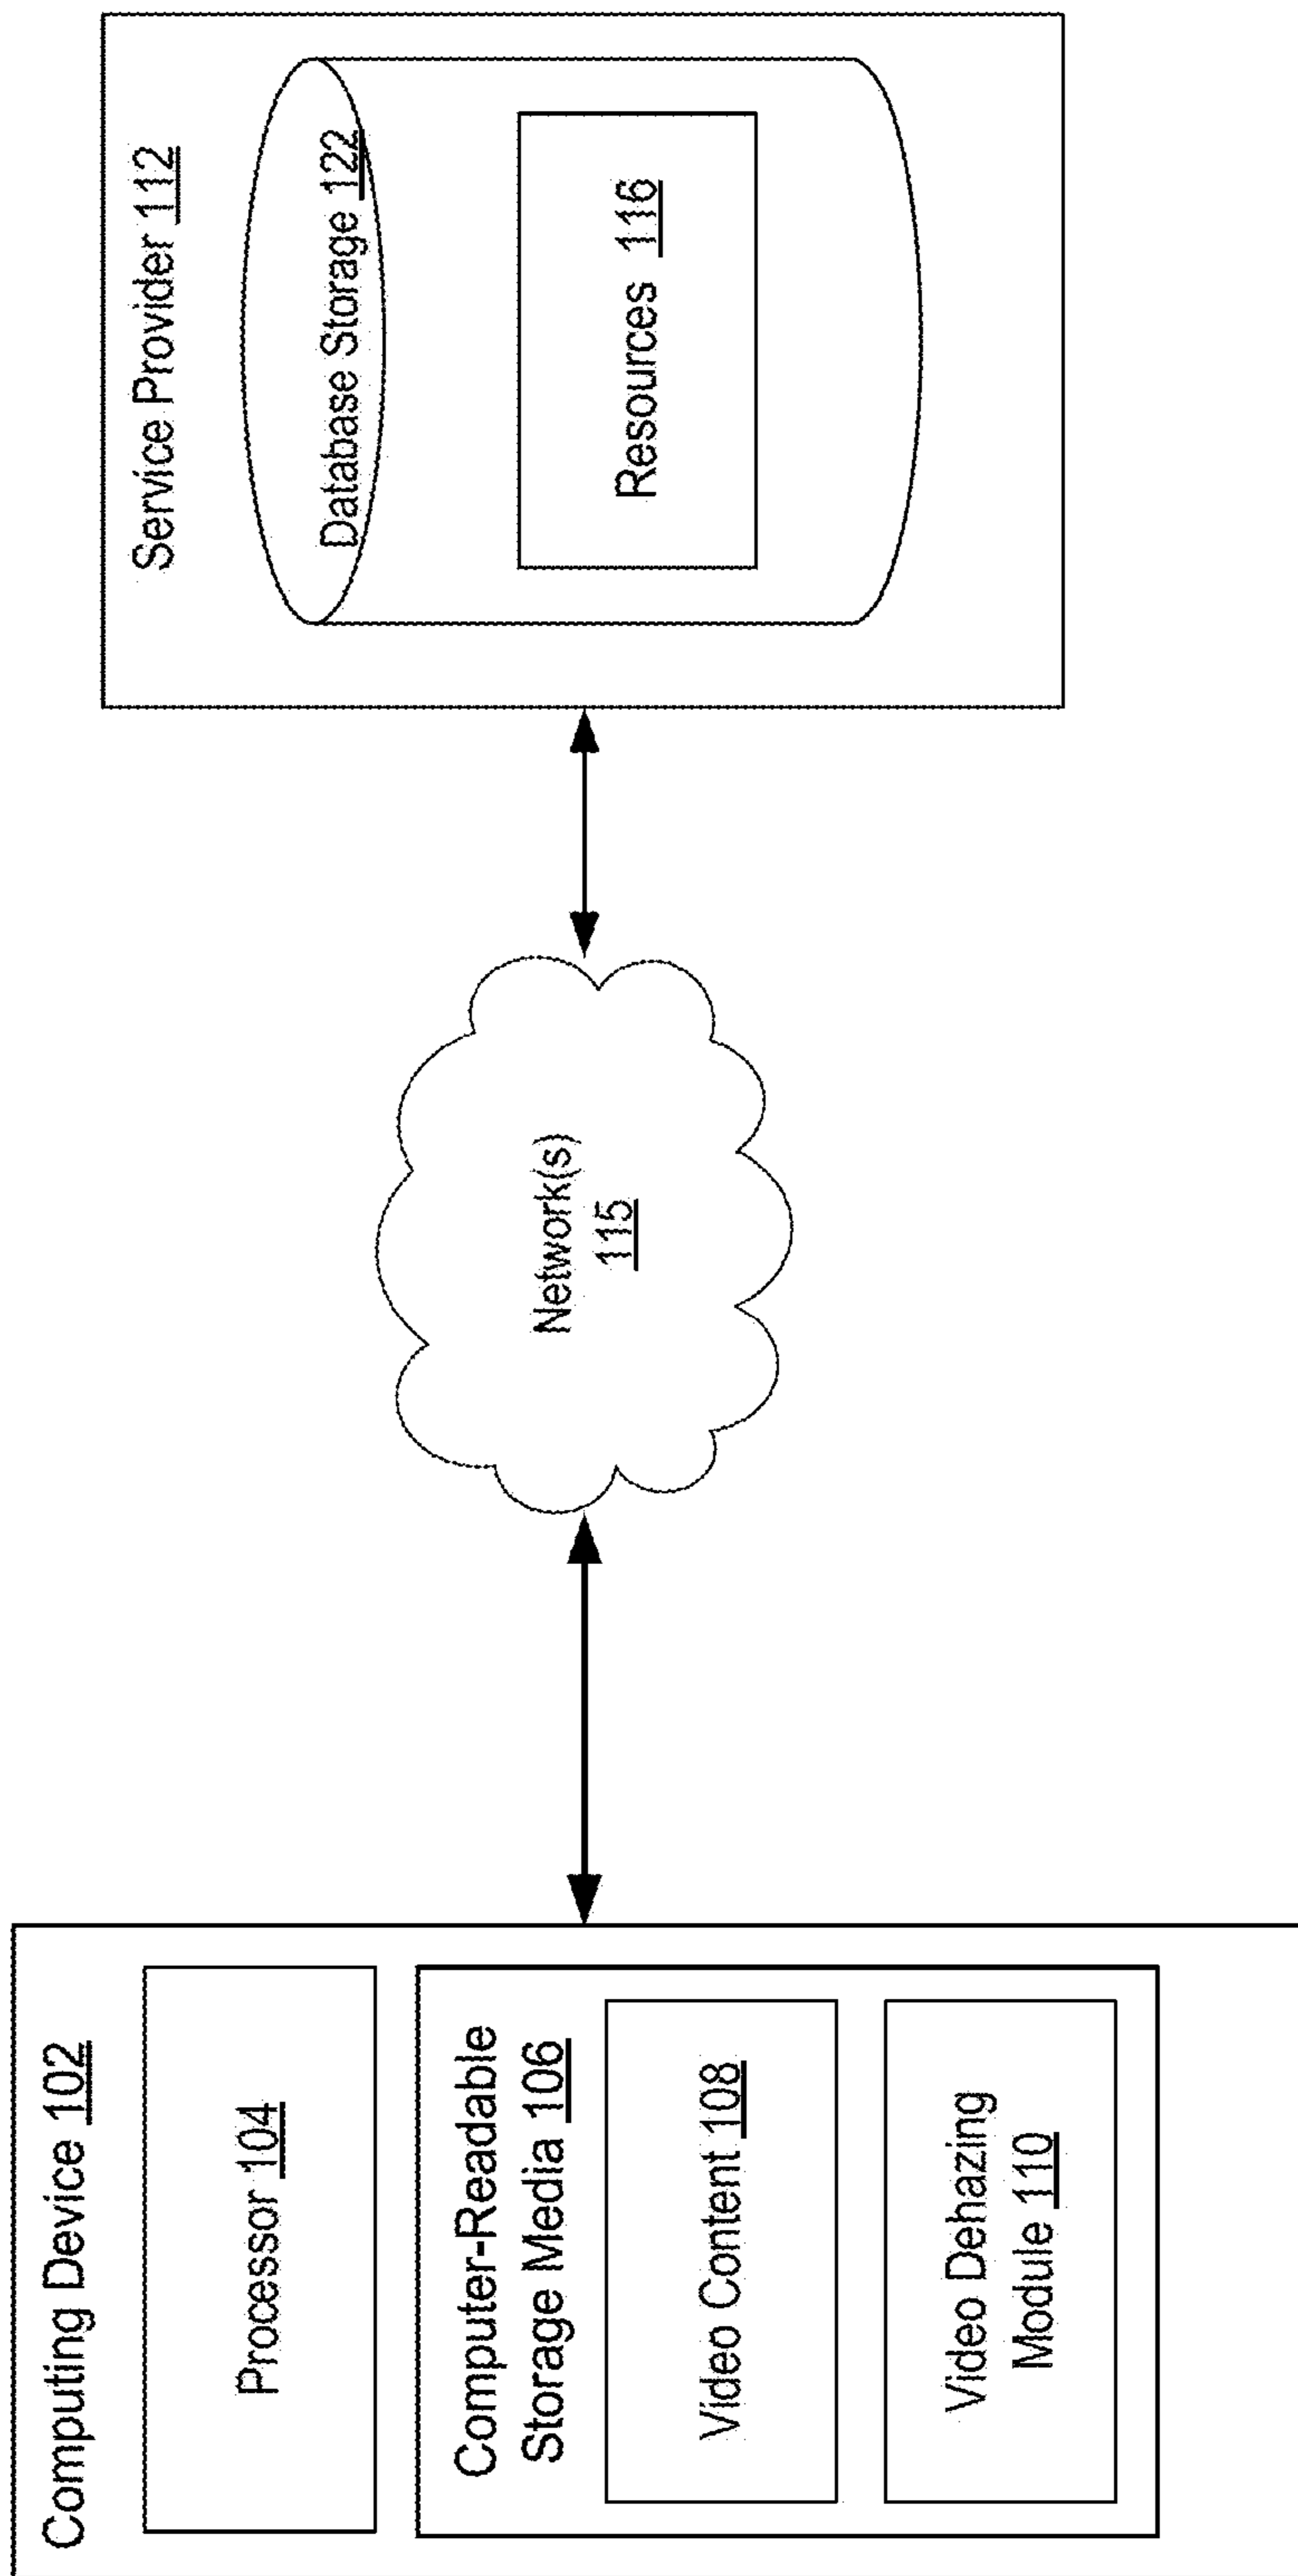 Computing Device 102
Processor 104
Computer-Readable
Storage Media 106
Video Content 108
Video Dehazing
Module 110
Network(s)
115
Service Provider 112
Database Storage 122
Resources 116